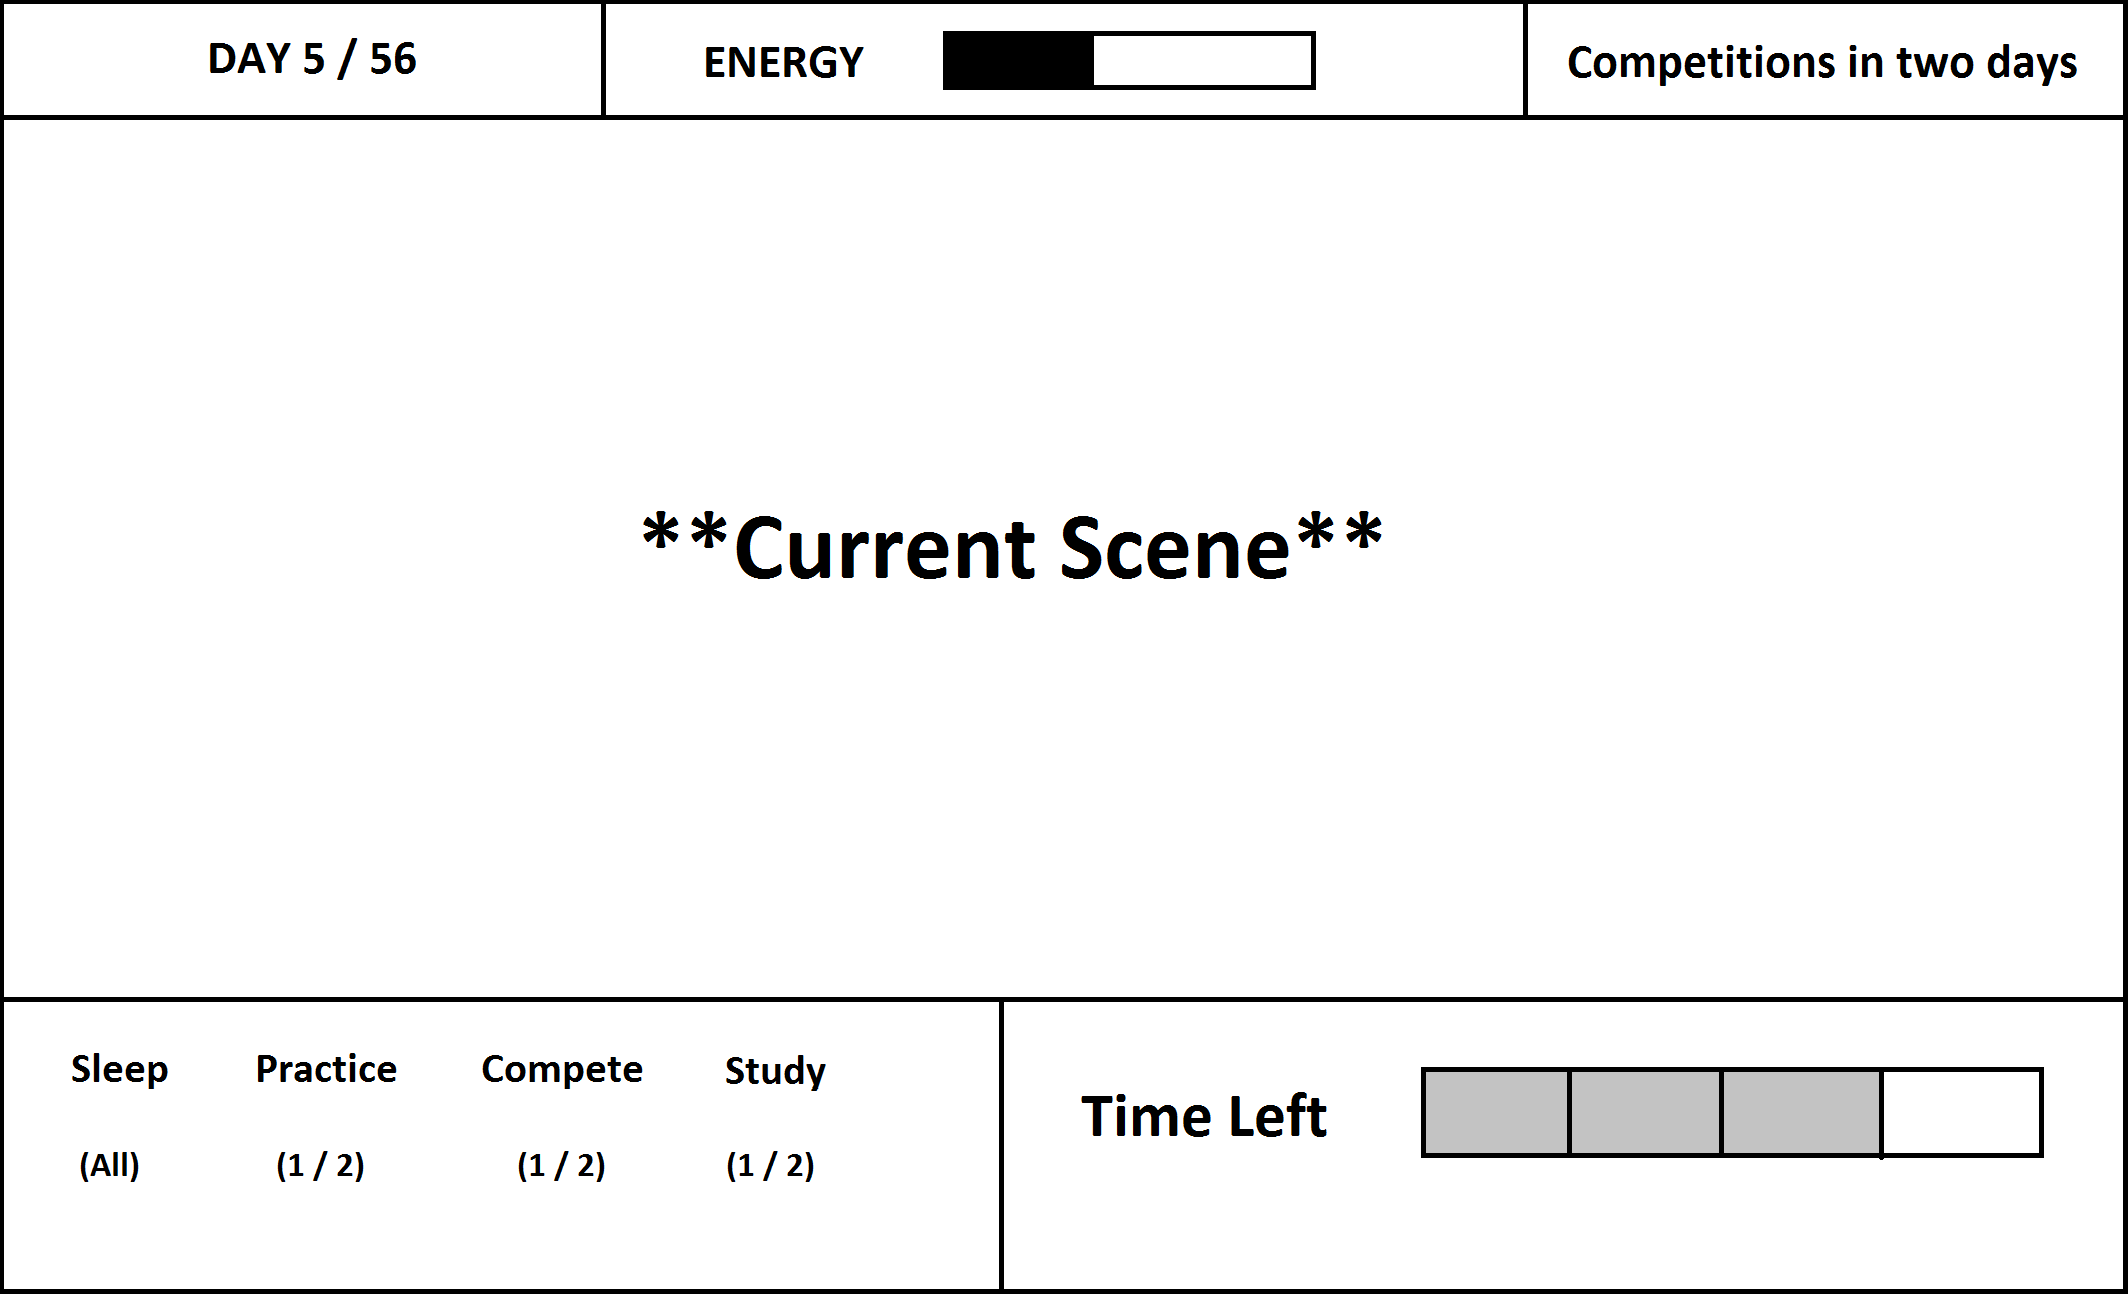 DAY 5 / 56
ENERGY
Competitions in two days
**Current Scene**
Sleep Practice Compete Study
(All) (1 / 2) (1 / 2) (1 / 2)
Time Left